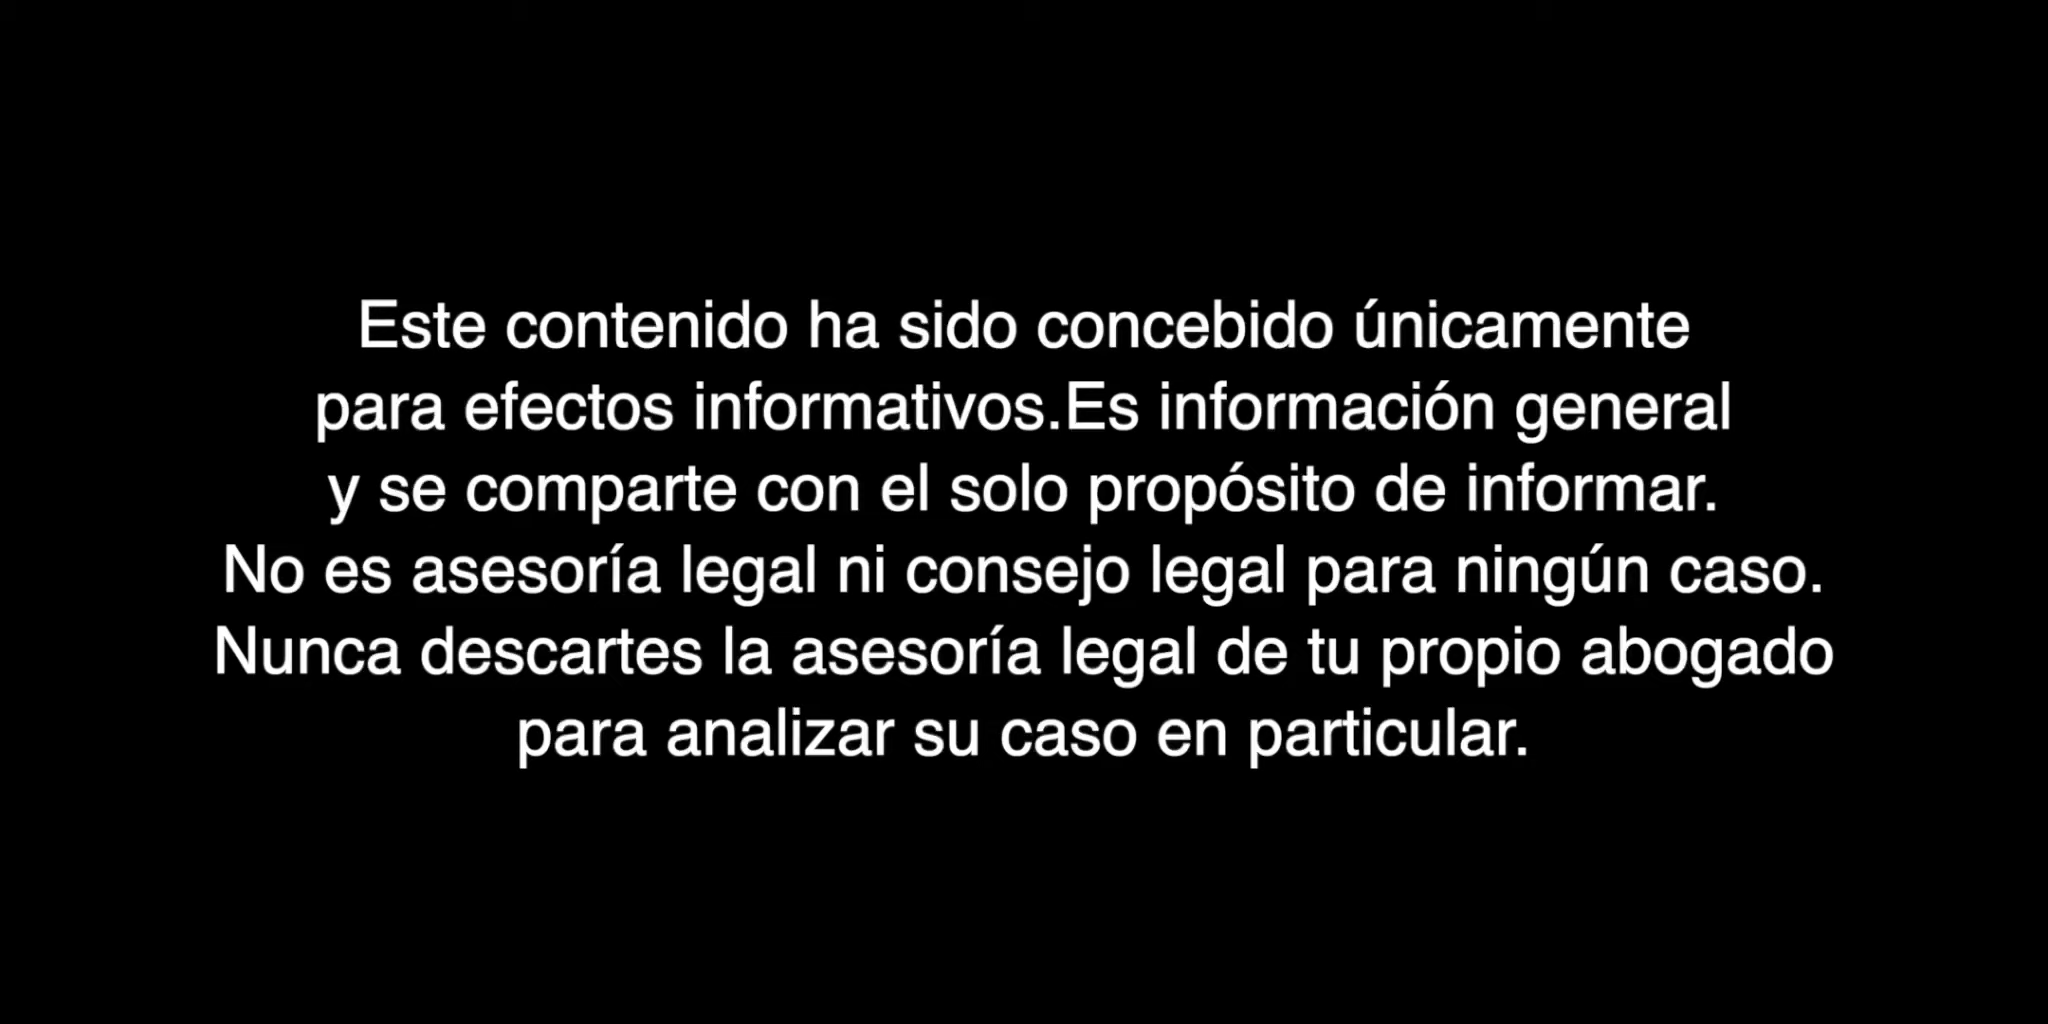 Este contenido ha sido concebido únicamente
para efectos informativos.Es información general
y se comparte con el solo propósito de informar.
No es asesoría legal ni consejo legal para ningún caso.
Nunca descartes la asesoría legal de tu propio abogado
para analizar su caso en particular.